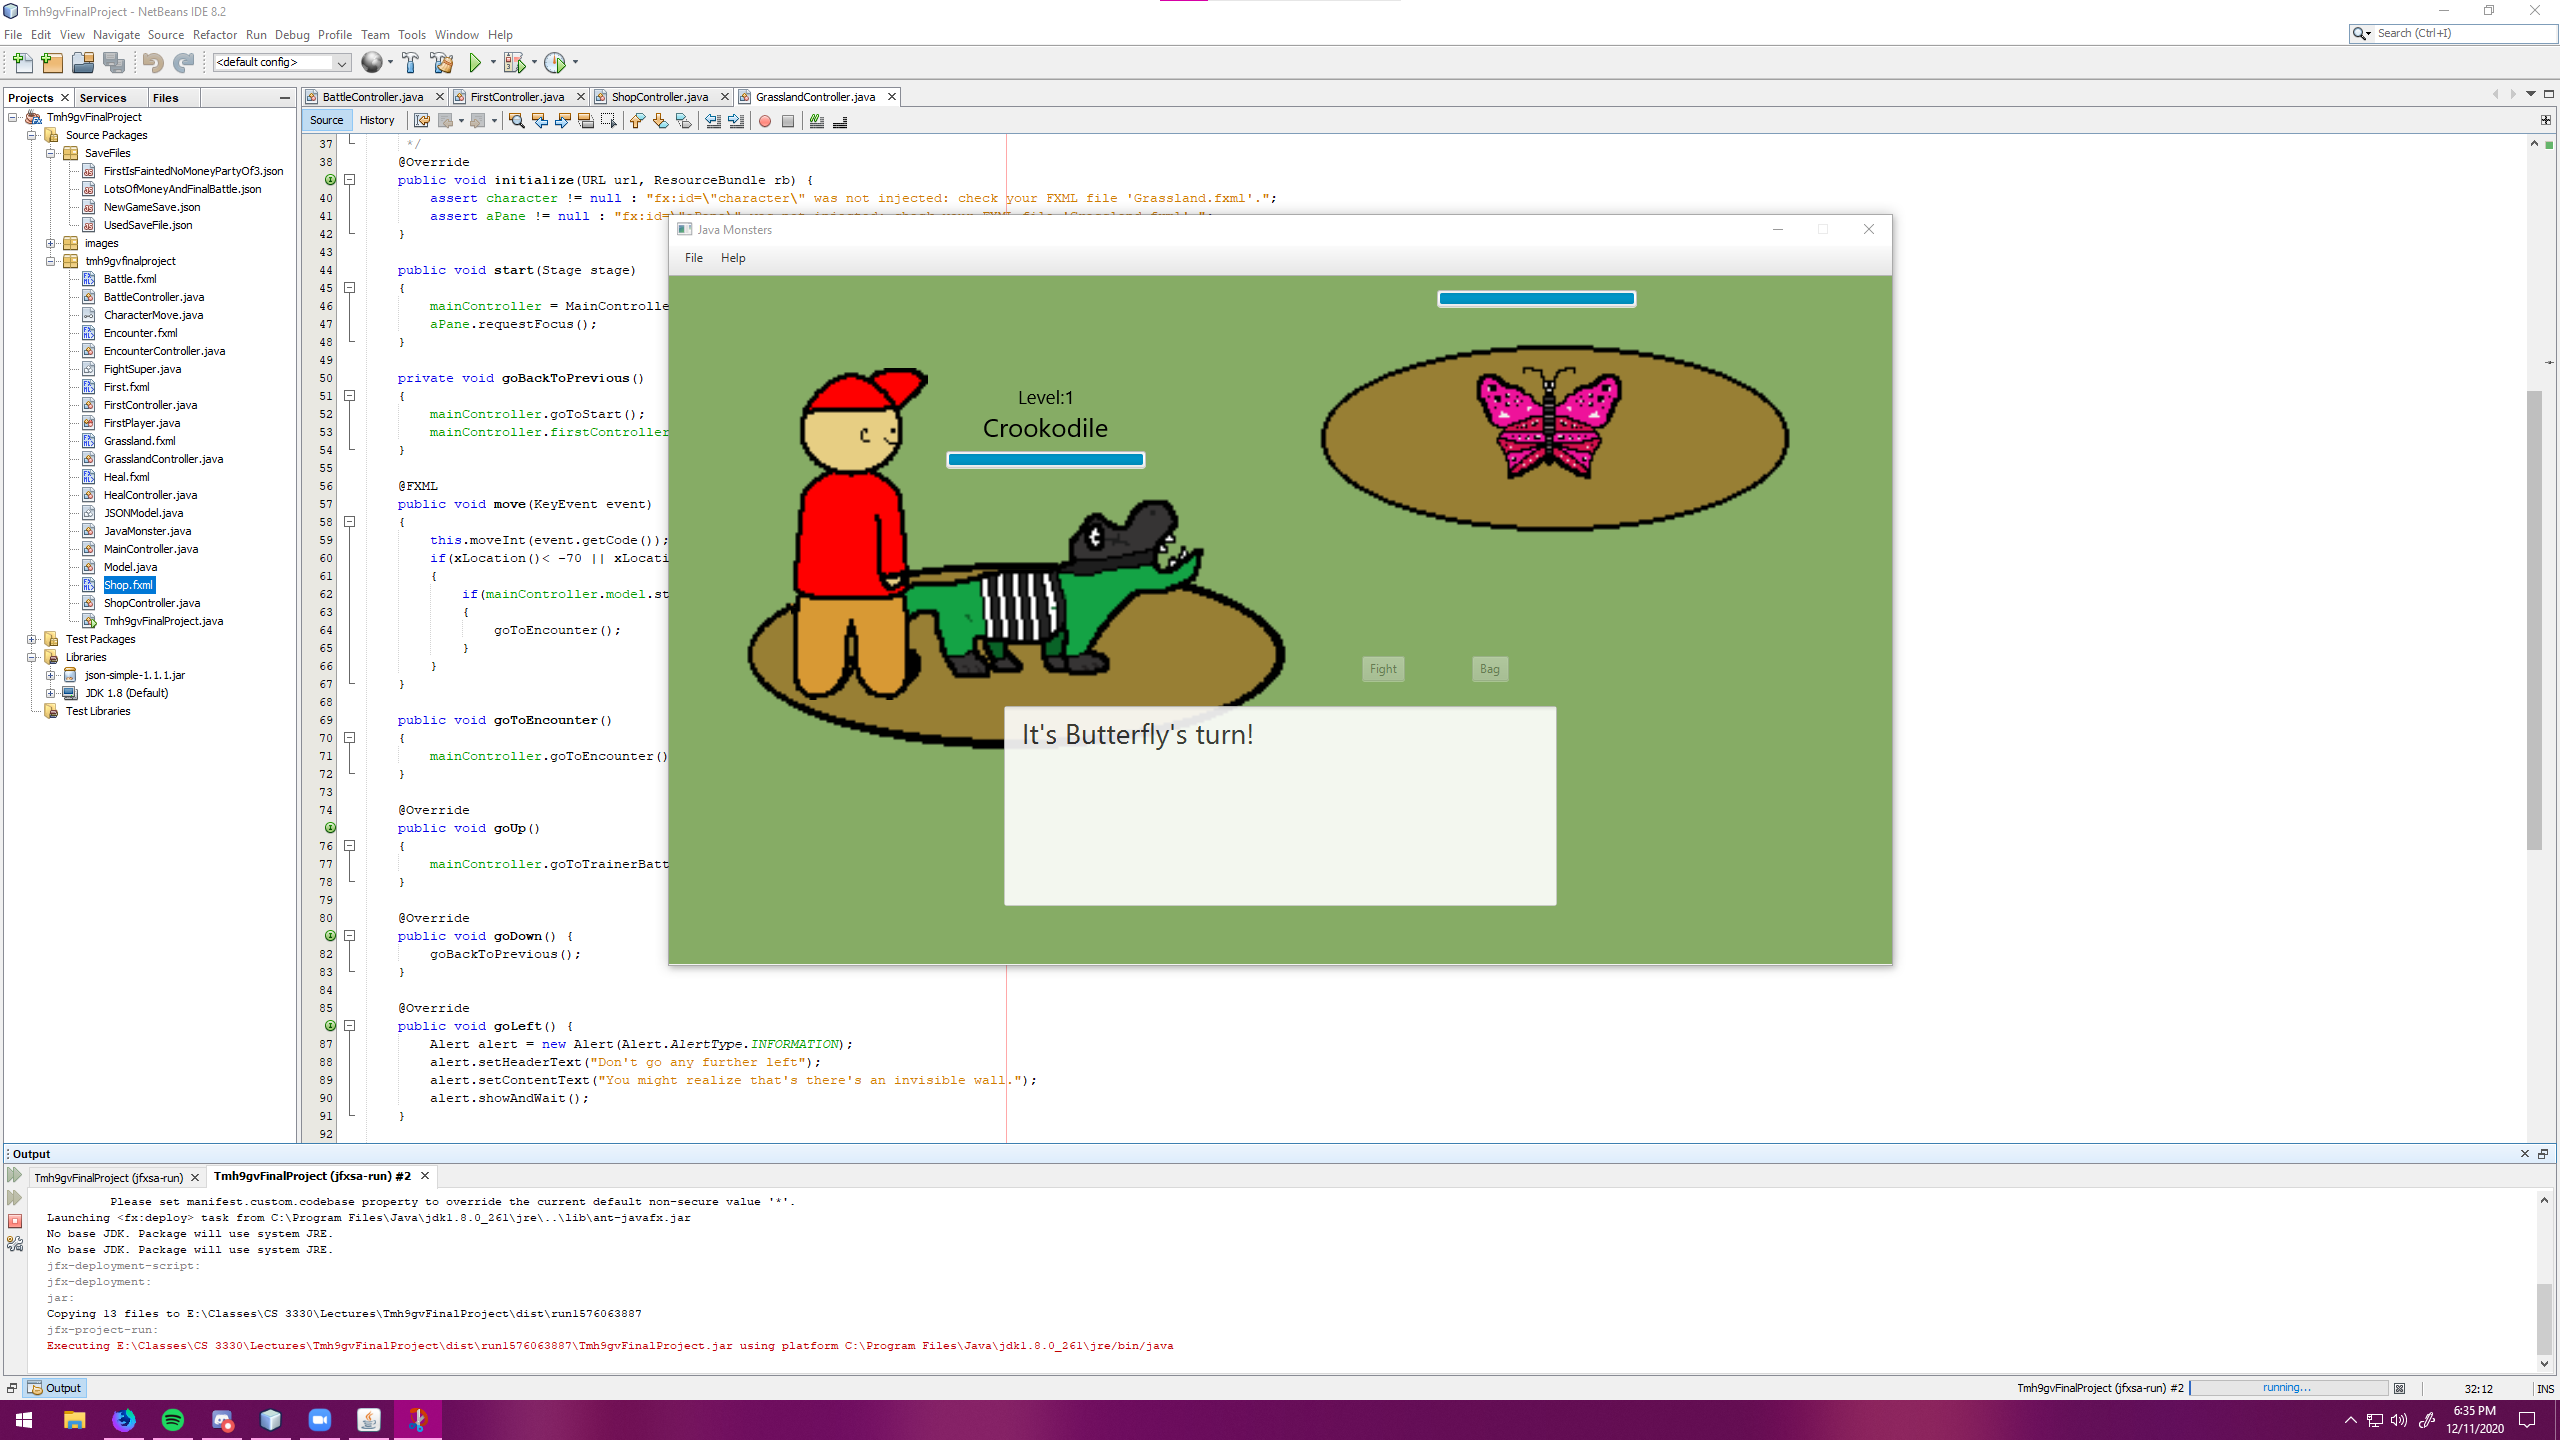 Tmh9gvFinalProject - NetBeans IDE 8.2
File Edit View Navigate Source Refactor Run Debug Profile Team Tools Window Help
Search (Ctrl+I)
<default config>
Projects Services Files
Tmh9gvFinalProject
Source Packages
SaveFiles
FirstIsFaintedNoMoneyPartyOf3.json
LotsOfMoneyAndFinalBattle.json
NewGameSave.json
UsedSaveFile.json
images
tmh9gvfinalproject
Battle.fxml
BattleController.java
CharacterMove.java
Encounter.fxml
EncounterController.java
FightSuper.java
First.fxml
FirstController.java
FirstPlayer.java
Grassland.fxml
GrasslandController.java
Heal.fxml
HealController.java
JSONModel.java
JavaMonster.java
MainController.java
Model.java
Shop.fxml
ShopController.java
Tmh9gvFinalProject.java
Test Packages
Libraries
json-simple-1.1.1.jar
JDK 1.8 (Default)
Test Libraries
BattleController.java FirstController.java ShopController.java GrasslandController.java
Source History
37 */
38 @Override
public void initialize(URL url, ResourceBundle rb) {
40 assert character != null : "fx:id=\"character\" was not injected: check your FXML file 'Grassland.fxml'.";
41 assert aPane != null : "fx:id=\"aPane\" was not injected: check your FXML file 'Grassland.fxml'.";
42 }
43
44 public void start(Stage stage)
45 {
46 mainController = MainControlle
47 aPane.requestFocus();
48 }
49
50 private void goBackToPrevious()
51 {
52 mainController.goToStart();
53 mainController.firstController
54 }
55
56 @FXML
57 public void move(KeyEvent event)
58 {
59 this.moveInt(event.getCode());
60 if(xLocation()< -70 || xLocati
61 {
62 if(mainController.model.st
63 {
64 goToEncounter();
65 }
66 }
67 }
68
69 public void goToEncounter()
70 {
71 mainController.goToEncounter()
72 }
73
74 @Override
public void goUp()
76 {
77 mainController.goToTrainerBatt
78 }
79
80 @Override
public void goDown() {
82 goBackToPrevious();
83 }
84
85 @Override
public void goLeft() {
87 Alert alert = new Alert(Alert.AlertType.INFORMATION);
88 alert.setHeaderText("Don't go any further left");
89 alert.setContentText("You might realize that's there's an invisible wall.");
90 alert.showAndWait();
91 }
92
Java Monsters
File Help
Level:1
Crookodile
Fight Bag
It's Butterfly's turn!
Output
Tmh9gvFinalProject (jfxsa-run) Tmh9gvFinalProject (jfxsa-run) #2
Please set manifest.custom.codebase property to override the current default non-secure value '*'.
Launching <fx:deploy> task from C:\Program Files\Java\jdk1.8.0_261\jre\..\lib\ant-javafx.jar
No base JDK. Package will use system JRE.
No base JDK. Package will use system JRE.
jfx-deployment-script:
jfx-deployment:
jar:
Copying 13 files to E:\Classes\CS 3330\Lectures\Tmh9gvFinalProject\dist\run1576063887
jfx-project-run:
Executing E:\Classes\CS 3330\Lectures\Tmh9gvFinalProject\dist\run1576063887\Tmh9gvFinalProject.jar using platform C:\Program Files\Java\jdk1.8.0_261\jre/bin/java
Output
Tmh9gvFinalProject (jfxsa-run) #2 running... 32:12 INS
6:35 PM
12/11/2020